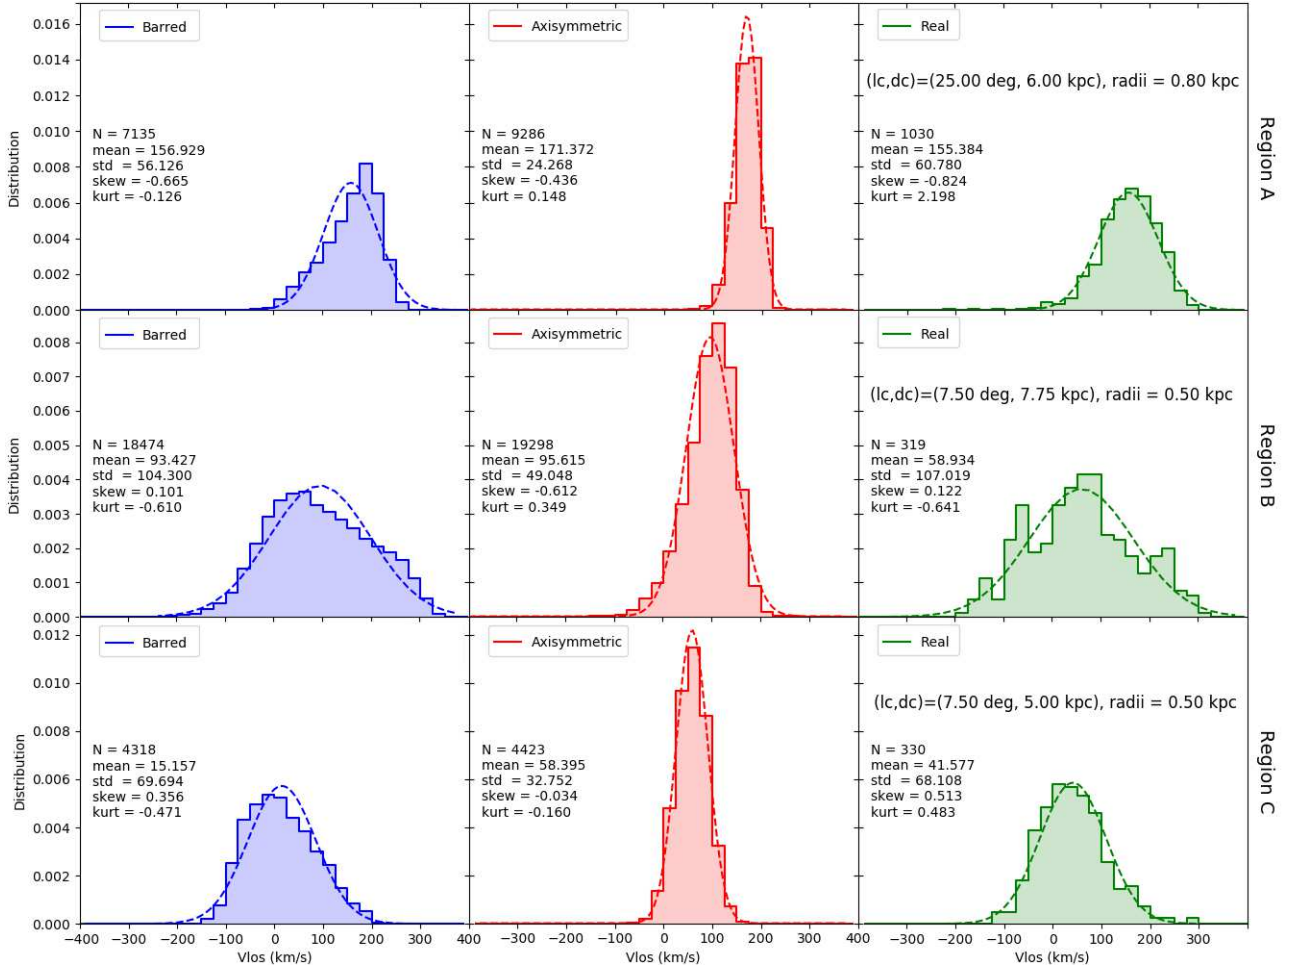 Barred
Axisymmetric
Real
0.016
0.014
0.012
0.010
0.008
0.006
0.004
0.002
0.000
Distribution
N = 7135
mean = 156.929
std = 56.126
skew = -0.665
kurt = -0.126
N = 9286
mean = 171.372
std = 24.268
skew = -0.436
kurt = 0.148
(lc,dc)=(25.00 deg, 6.00 kpc), radii = 0.80 kpc
N = 1030
mean = 155.384
std = 60.780
skew = -0.824
kurt = 2.198
Region A
Barred
Axisymmetric
Real
0.008
0.007
0.006
0.005
0.004
0.003
0.002
0.001
0.000
Distribution
N = 18474
mean = 93.427
std = 104.300
skew = 0.101
kurt = -0.610
N = 19298
mean = 95.615
std = 49.048
skew = -0.612
kurt = 0.349
(lc,dc)=(7.50 deg, 7.75 kpc), radii = 0.50 kpc
N = 319
mean = 58.934
std = 107.019
skew = 0.122
kurt = -0.641
Region B
Barred
Axisymmetric
Real
0.012
0.010
0.008
0.006
0.004
0.002
0.000
Distribution
N = 4318
mean = 15.157
std = 69.694
skew = 0.356
kurt = -0.471
N = 4423
mean = 58.395
std = 32.752
skew = -0.034
kurt = -0.160
(lc,dc)=(7.50 deg, 5.00 kpc), radii = 0.50 kpc
N = 330
mean = 41.577
std = 68.108
skew = 0.513
kurt = 0.483
Region C
−400 −300 −200 −100 0 100 200 300 400 −300 −200 −100 0 100 200 300 400 −300 −200 −100 0 100 200 300
Vlos (km/s) Vlos (km/s) Vlos (km/s)